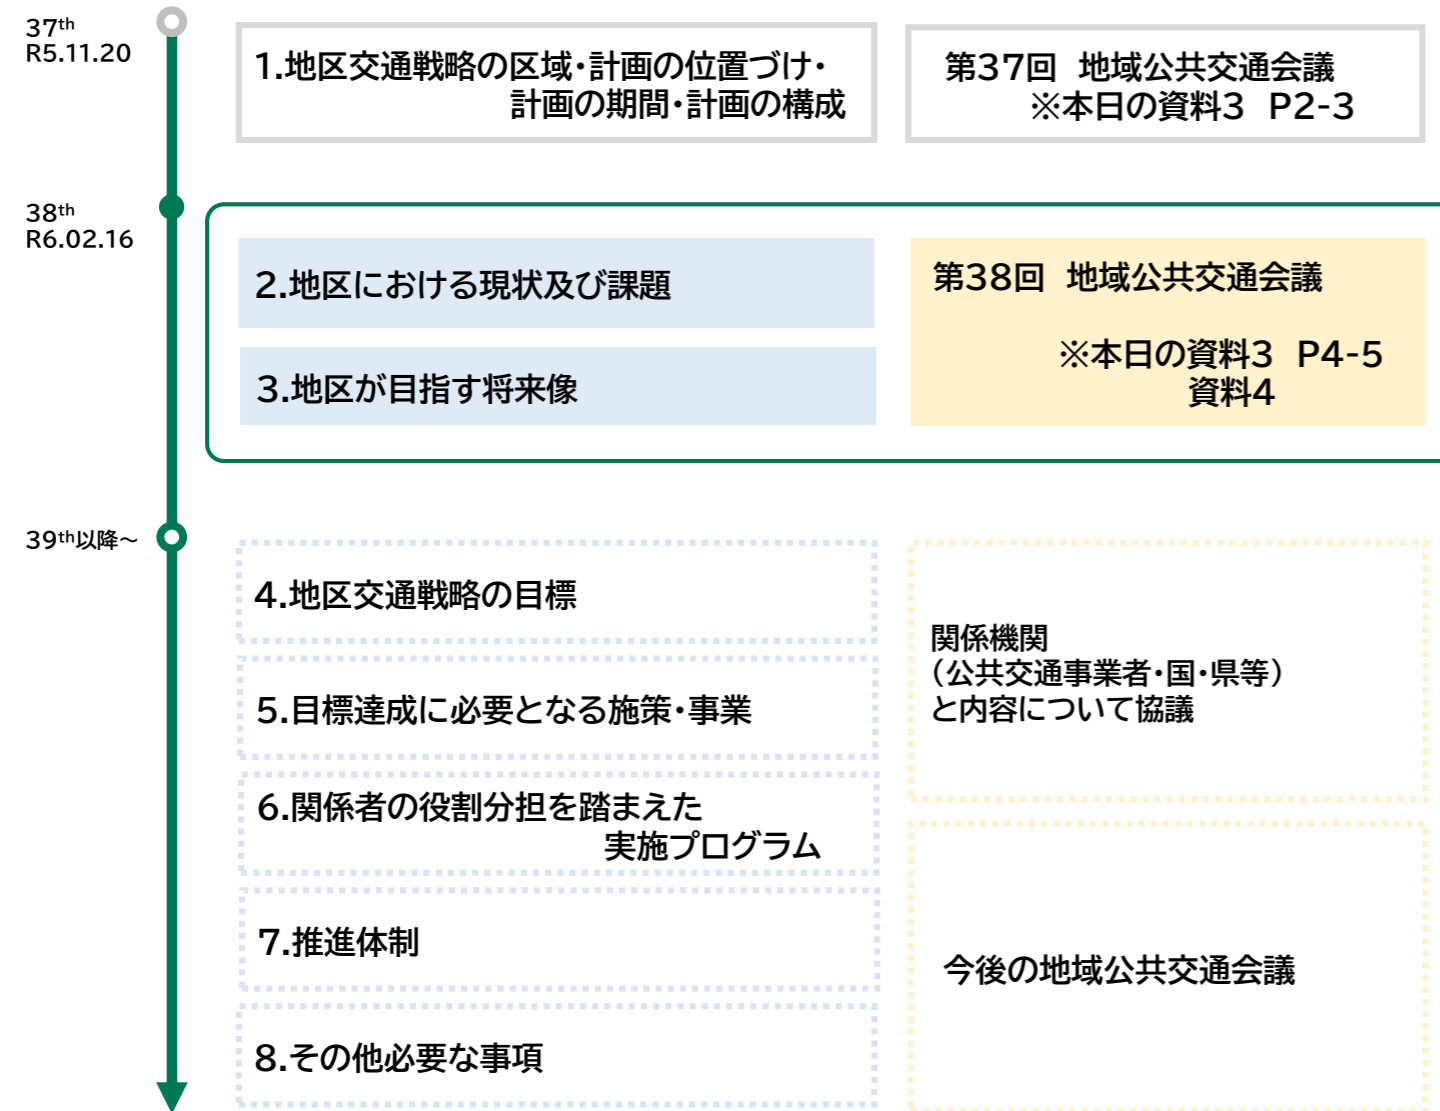 37th
R5.11.20
1.地区交通戦略の区域・計画の位置づけ・
計画の期間・計画の構成
第37回 地域公共交通会議
※本日の資料3 P2-3
38th
R6.02.16
2.地区における現状及び課題
3.地区が目指す将来像
第38回 地域公共交通会議
※本日の資料3 P4-5
資料4
39th以降～
4.地区交通戦略の目標
5.目標達成に必要となる施策・事業
6.関係者の役割分担を踏まえた
実施プログラム
7.推進体制
8.その他必要な事項
関係機関
（公共交通事業者・国・県等）
と内容について協議
今後の地域公共交通会議